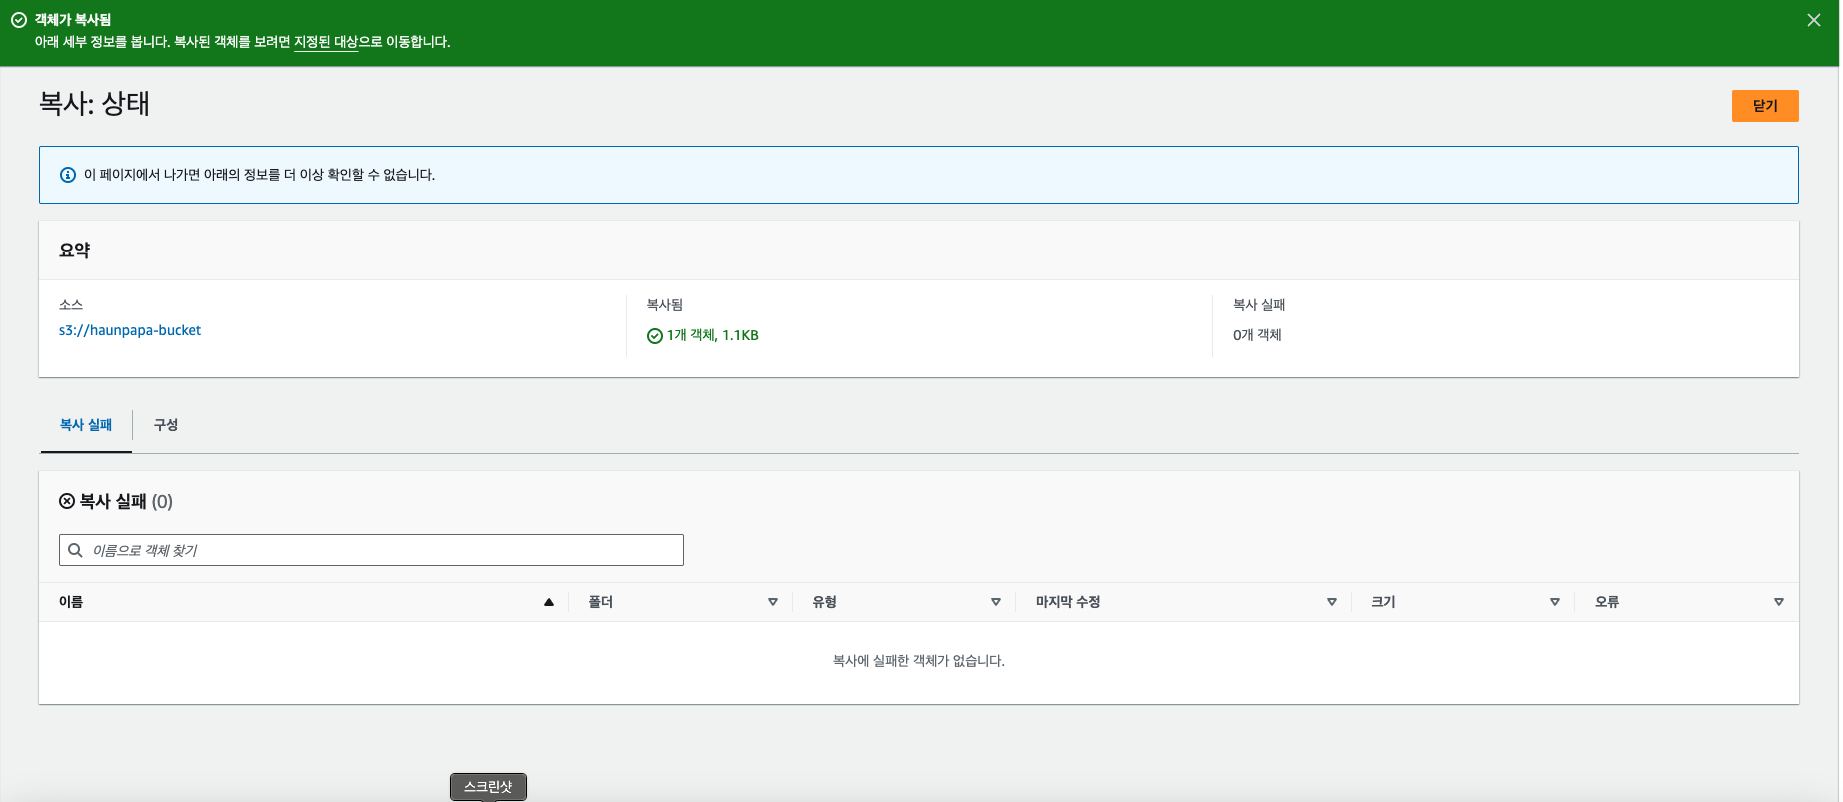 객체가 복사됨
아래 세부 정보를 봅니다. 복사된 객체를 보려면 지정된 대상으로 이동합니다.
복사: 상태
닫기
이 페이지에서 나가면 아래의 정보를 더 이상 확인할 수 없습니다.
요약
소스
s3://haunpapa-bucket
복사됨
1개 객체, 1.1KB
복사 실패
0개 객체
복사 실패
구성
복사 실패 (0)
이름으로 객체 찾기
이름 폴더 유형 마지막 수정 크기 오류
복사에 실패한 객체가 없습니다.
스크린샷